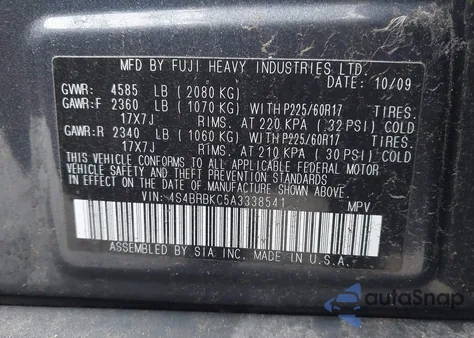 MFD BY FUJI HEAVY INDUSTRIES LTD.
DATE: 10/09
GVWR: 4585 LB (2080 KG)
GAWR:F 2360 LB (1070 KG) WITH P225/60R17 TIRES.
17X7J RIMS. AT 220 KPA (32 PSI) COLD
GAWR:R 2340 LB (1060 KG) WITH P225/60R17 TIRES.
17X7J RIMS. AT 210 KPA (30 PSI) COLD
THIS VEHICLE CONFORMS TO ALL APPLICABLE FEDERAL MOTOR
VEHICLE SAFETY AND THEFT PREVENTION STANDARDS IN
EFFECT ON THE DATE OF MANUFACTURE SHOWN ABOVE.
VIN: 4S4BRBKC5A3338541 MPV
ASSEMBLED BY SIA INC. MADE IN U.S.A.
autoSnap